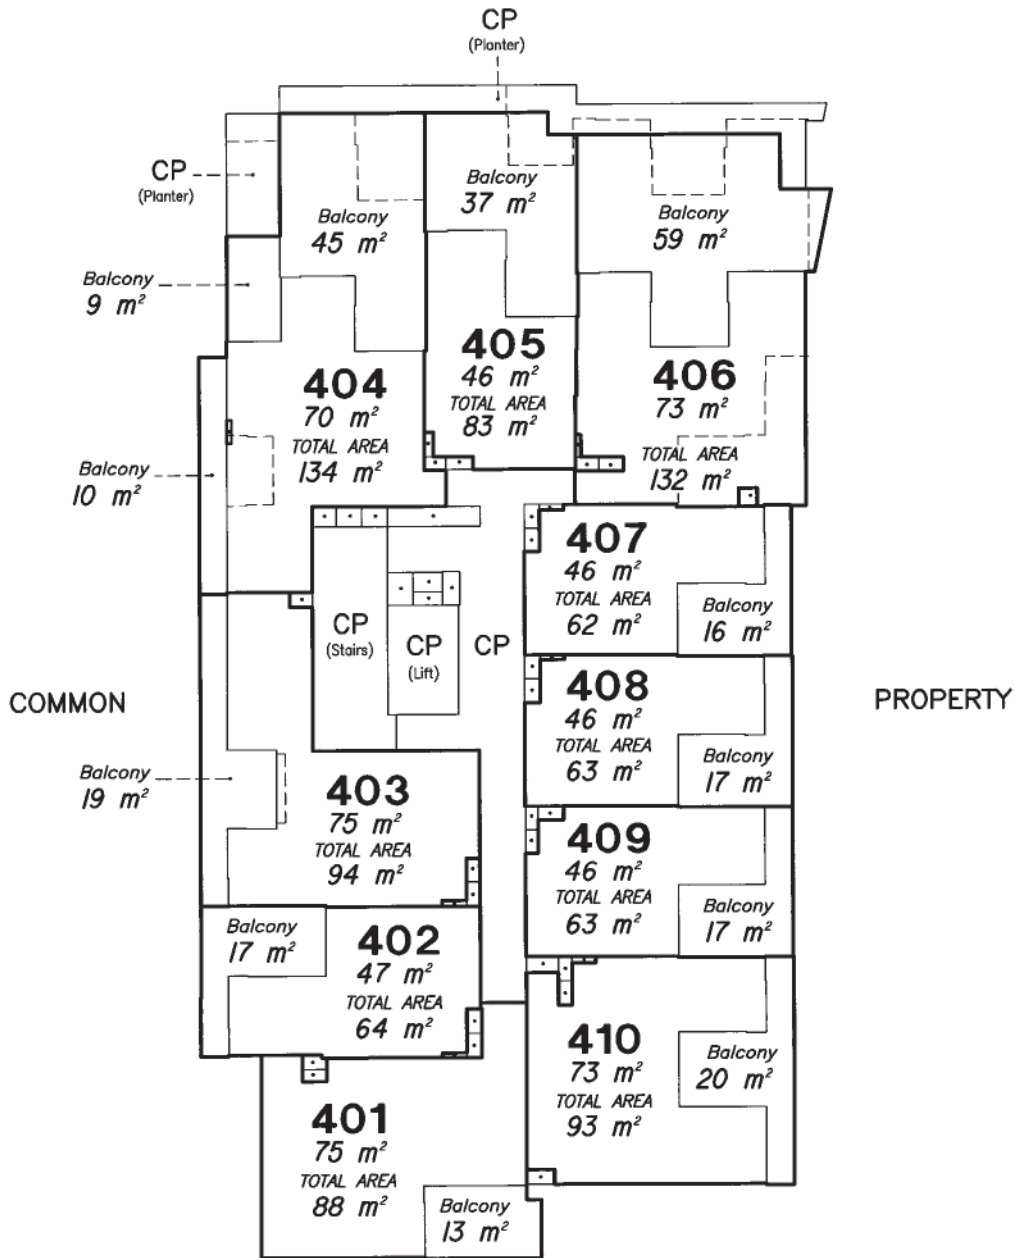 CP
(Planter)
CP
(Planter)
Balcony
45 m²
Balcony
37 m²
Balcony
59 m²
Balcony
9 m²
404
70 m²
TOTAL AREA
134 m²
405
46 m²
TOTAL AREA
83 m²
406
73 m²
TOTAL AREA
132 m²
Balcony
10 m²
407
46 m²
TOTAL AREA
62 m²
Balcony
16 m²
CP
(Stairs)
CP
(Lift)
CP
COMMON
PROPERTY
408
46 m²
TOTAL AREA
63 m²
Balcony
17 m²
Balcony
19 m²
403
75 m²
TOTAL AREA
94 m²
409
46 m²
TOTAL AREA
63 m²
Balcony
17 m²
Balcony
17 m²
402
47 m²
TOTAL AREA
64 m²
410
73 m²
TOTAL AREA
93 m²
Balcony
20 m²
401
75 m²
TOTAL AREA
88 m²
Balcony
13 m²